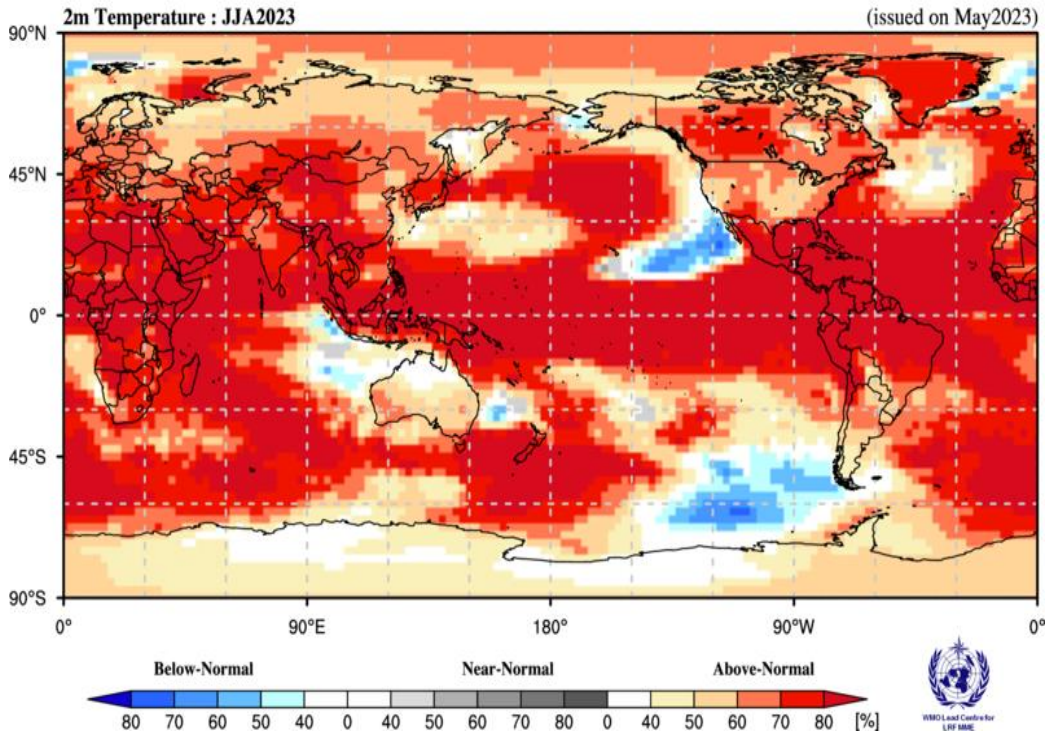 2m Temperature : JJA2023 (issued on May2023)
90°N
45°N
0°
45°S
90°S
0° 90°E 180° 90°W 0°
Below-Normal Near-Normal Above-Normal
80 70 60 50 40 0 40 50 60 70 80 0 40 50 60 70 80 [%]
WMO Lead Centre for
LRF MME